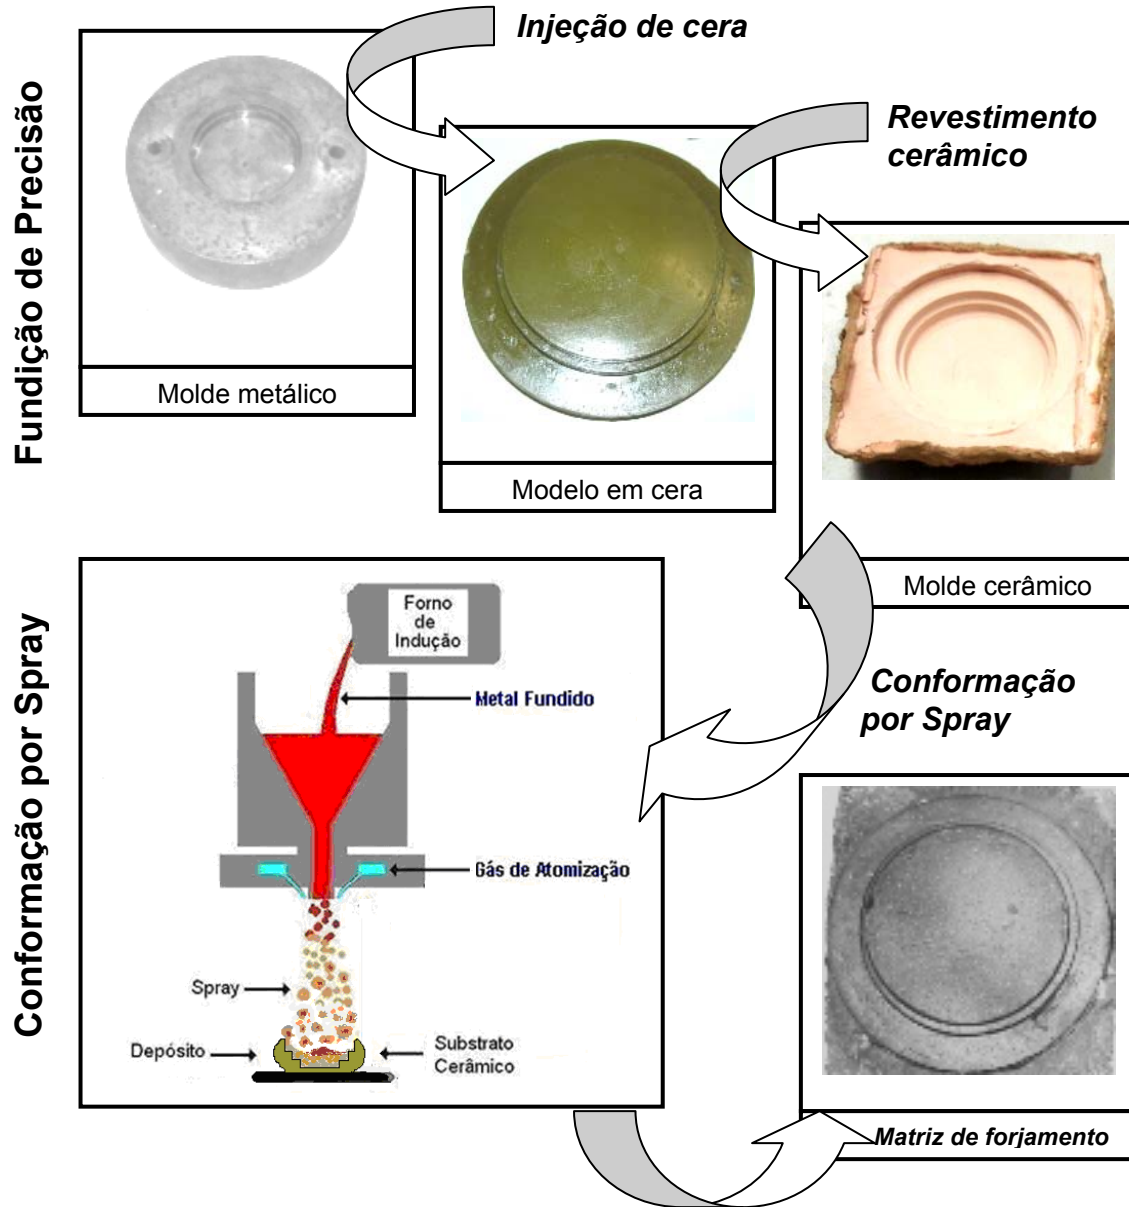 Fundição de Precisão
Injeção de cera
Revestimento
cerâmico
Molde metálico
Modelo em cera
Molde cerâmico
Conformação por Spray
Conformação
por Spray
Forno
de
Indução
Metal Fundido
Gás de Atomização
Spray
Depósito
Substrato
Cerâmico
Matriz de forjamento